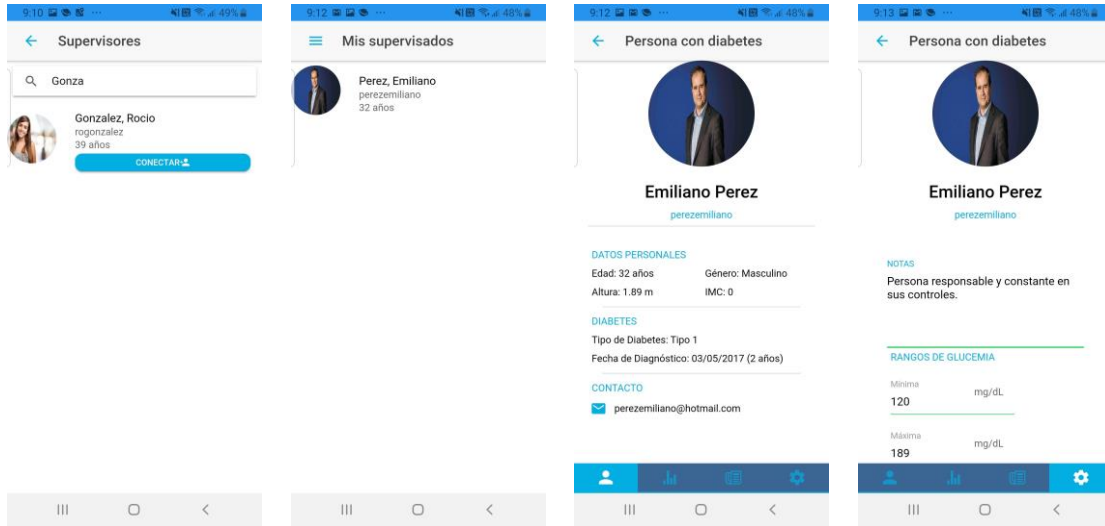 9:10 ... 49%
Supervisores
Gonza
Gonzalez, Rocio
rogonzalez
39 años
CONECTAR
9:12 ... 48%
Mis supervisados
Perez, Emiliano
perezemiliano
32 años
9:12 ... 48%
Persona con diabetes
Emiliano Perez
perezemiliano
DATOS PERSONALES
Edad: 32 años Género: Masculino
Altura: 1.89 m IMC: 0
DIABETES
Tipo de Diabetes: Tipo 1
Fecha de Diagnóstico: 03/05/2017 (2 años)
CONTACTO
perezemiliano@hotmail.com
9:13 ... 48%
Persona con diabetes
Emiliano Perez
perezemiliano
NOTAS
Persona responsable y constante en
sus controles.
RANGOS DE GLUCEMIA
Mínima
120 mg/dL
Máxima
189 mg/dL